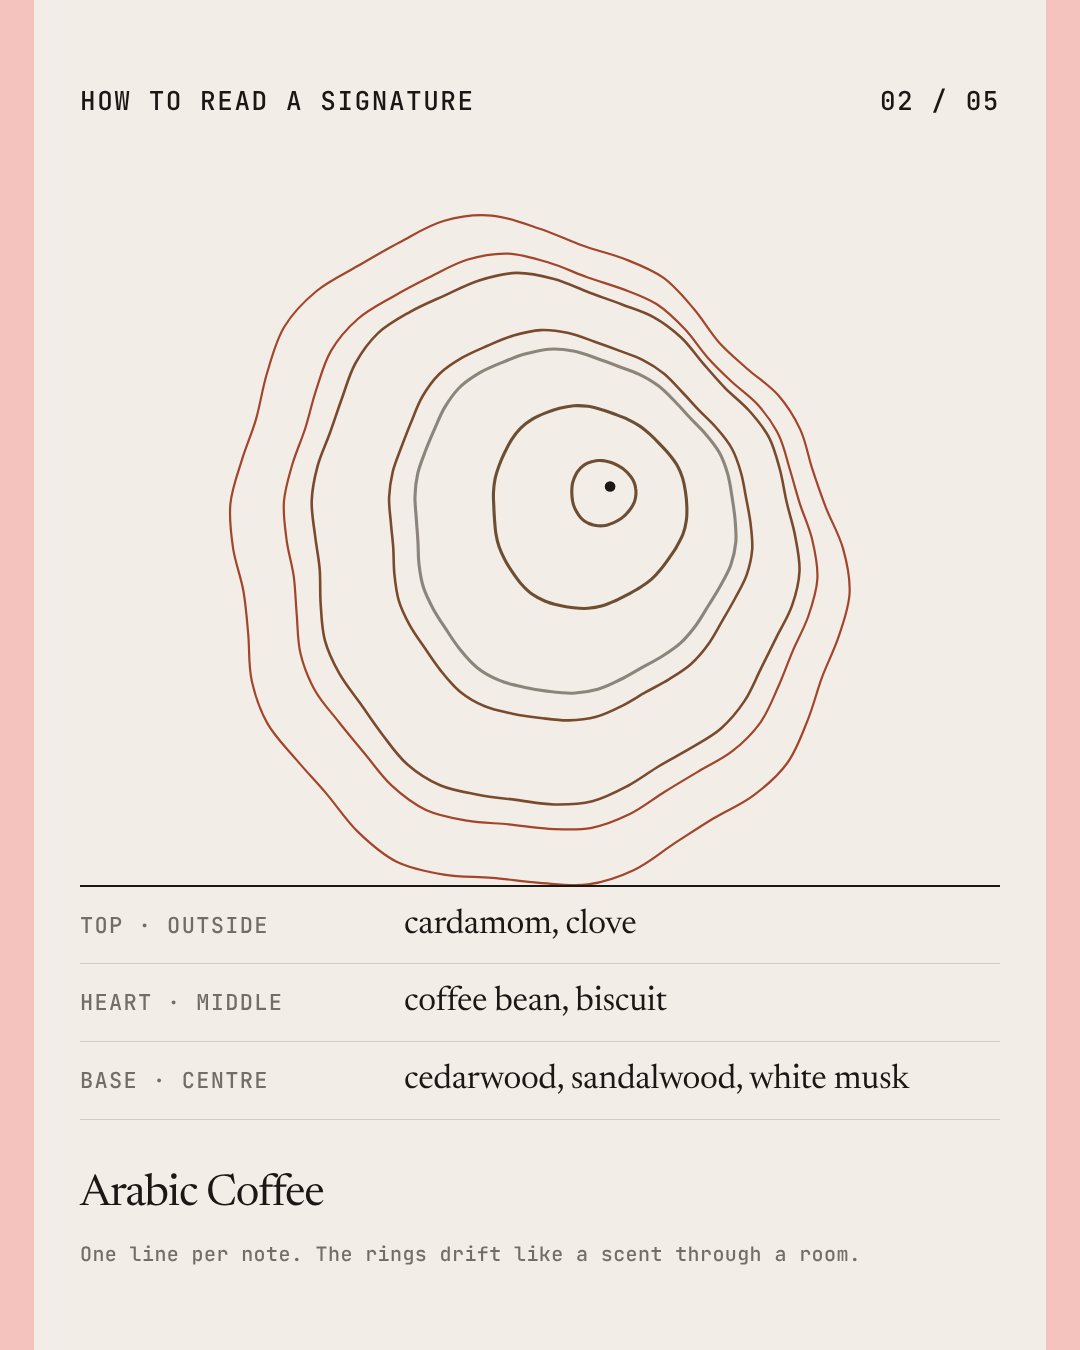 HOW TO READ A SIGNATURE 02 / 05
TOP · OUTSIDE cardamom, clove
HEART · MIDDLE coffee bean, biscuit
BASE · CENTRE cedarwood, sandalwood, white musk
Arabic Coffee
One line per note. The rings drift like a scent through a room.